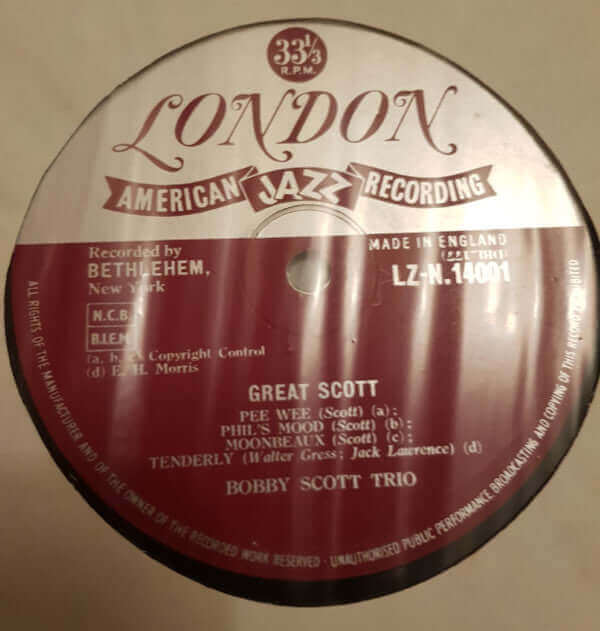 33⅓
R.P.M.
LONDON
AMERICAN JAZZ RECORDING
Recorded by
BETHLEHEM,
New York
MADE IN ENGLAND
LZ-N.14001
N.C.B.
B.I.E.M
(a, b, c) Copyright Control
(d) E. H. Morris
GREAT SCOTT
PEE WEE (Scott) (a);
PHIL'S MOOD (Scott) (b);
MOONBEAUX (Scott) (c);
TENDERLY (Walter Gress; Jack Lawrence) (d)
BOBBY SCOTT TRIO
ALL RIGHTS OF THE MANUFACTURER AND OF THE OWNER OF THE RECORDED WORK RESERVED · UNAUTHORISED PUBLIC PERFORMANCE BROADCASTING AND COPYING OF THIS RECORD PROHIBITED